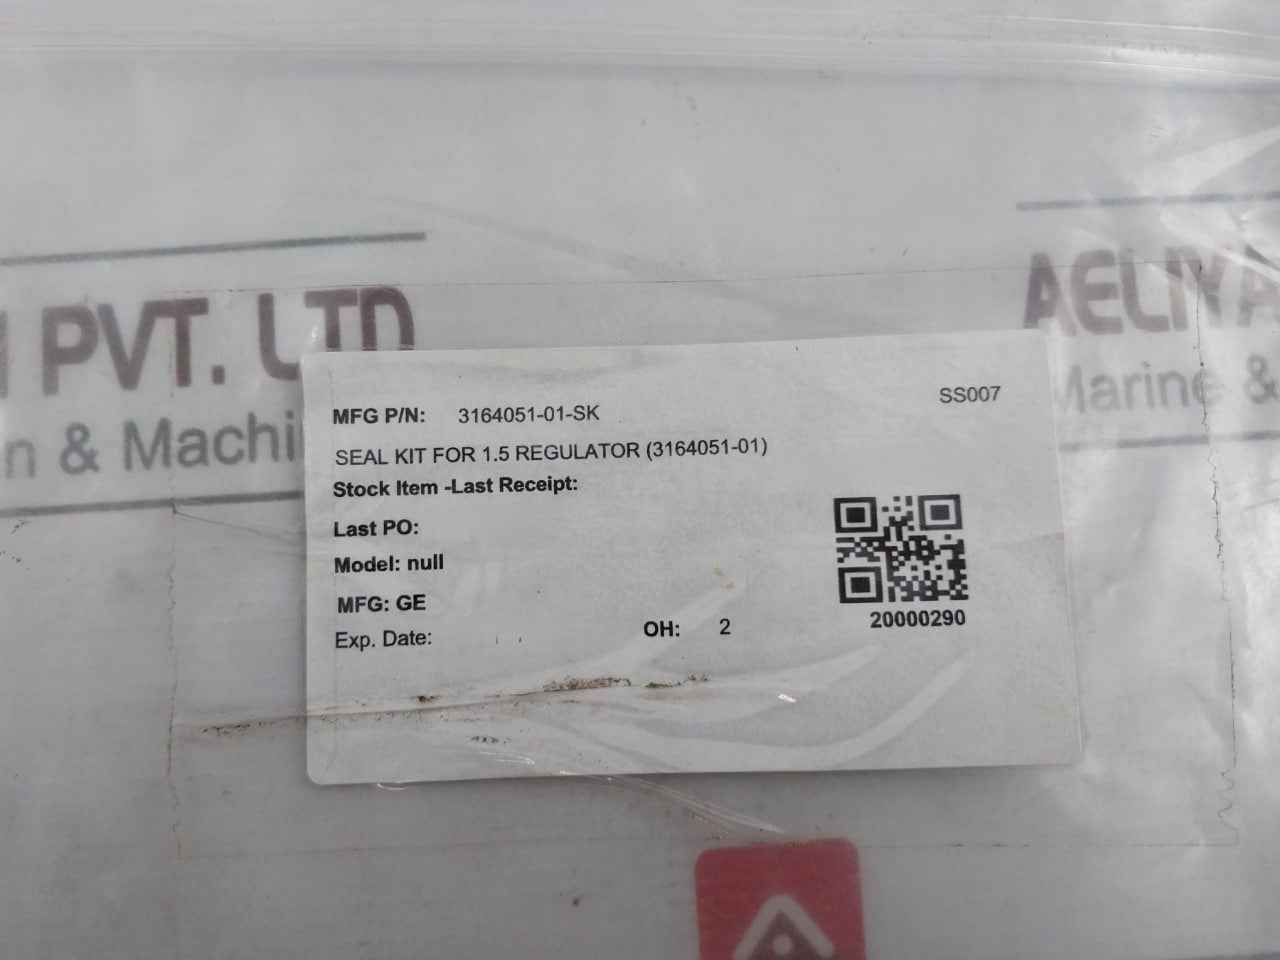 PVT. LTD
n & Machi
AELIYA
Marine &
SS007
MFG P/N: 3164051-01-SK
SEAL KIT FOR 1.5 REGULATOR (3164051-01)
Stock Item -Last Receipt:
Last PO:
Model: null
MFG: GE
Exp. Date:
OH: 2
20000290